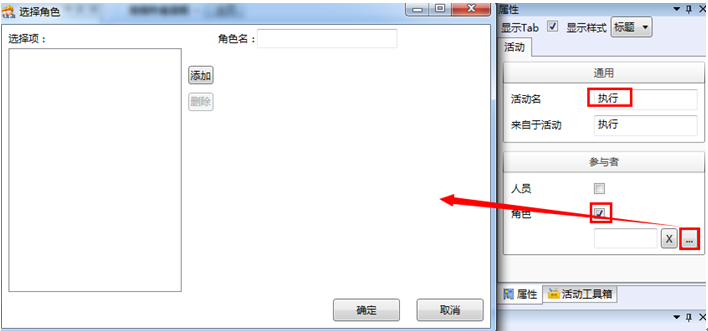 选择角色
选择项：
角色名：
添加
删除
确定
取消
属性
显示Tab 显示样式 标题
活动
通用
活动名 执行
来自于活动 执行
参与者
人员
角色
X ...
属性 活动工具箱